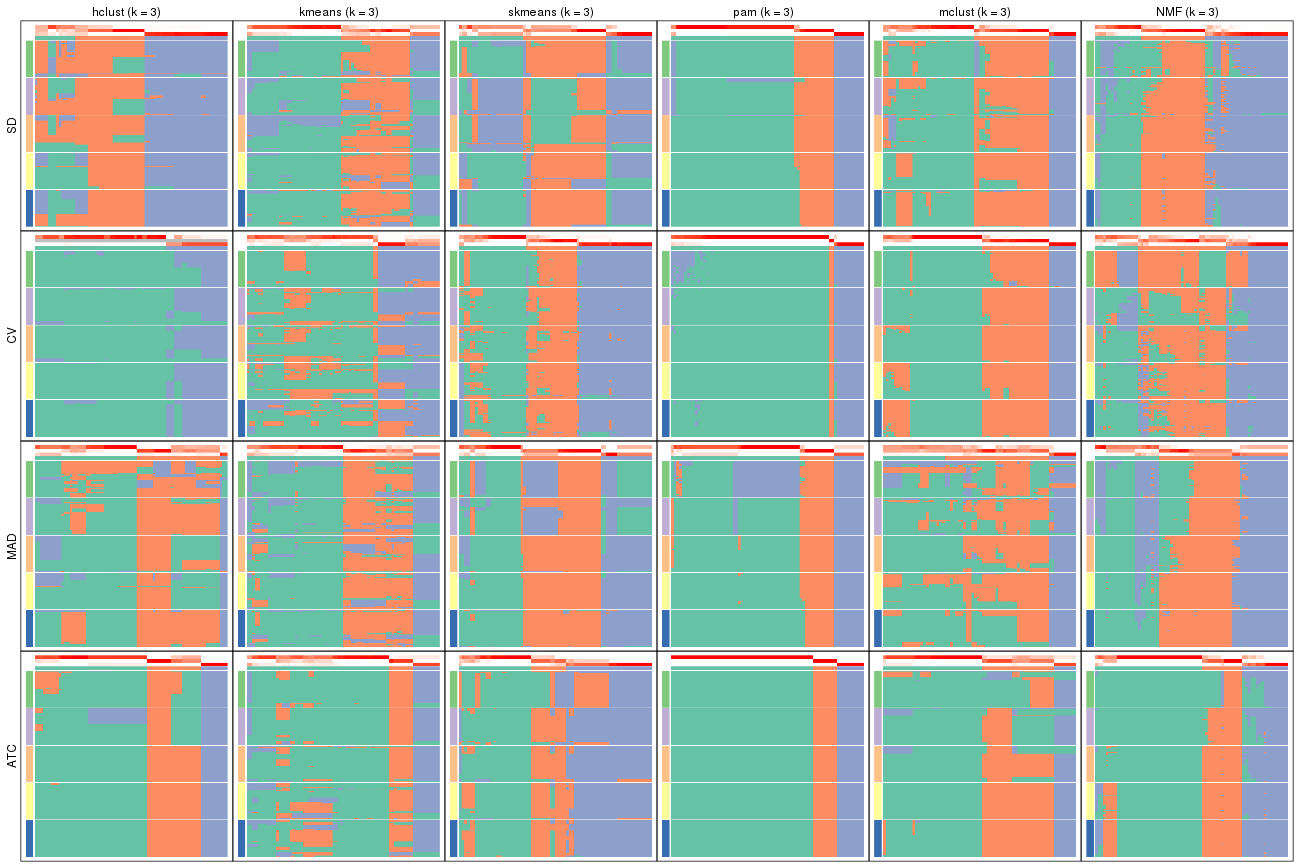 hclust (k = 3) kmeans (k = 3) skmeans (k = 3) pam (k = 3) mclust (k = 3) NMF (k = 3)
SD
CV
MAD
ATC